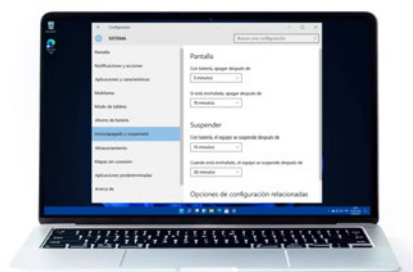 Configuración
SISTEMA
Buscar una configuración
Pantalla
Notificaciones y acciones
Aplicaciones y características
Multitarea
Modo de tableta
Ahorro de batería
Inicio/apagado y suspensión
Almacenamiento
Mapas sin conexión
Aplicaciones predeterminadas
Acerca de
Pantalla
Con batería, apagar después de
5 minutos
Si está enchufado, apagar después de
10 minutos
Suspender
Con batería, el equipo se suspende después de
15 minutos
Cuando está enchufado, el equipo se suspende después de
30 minutos
Opciones de configuración relacionadas